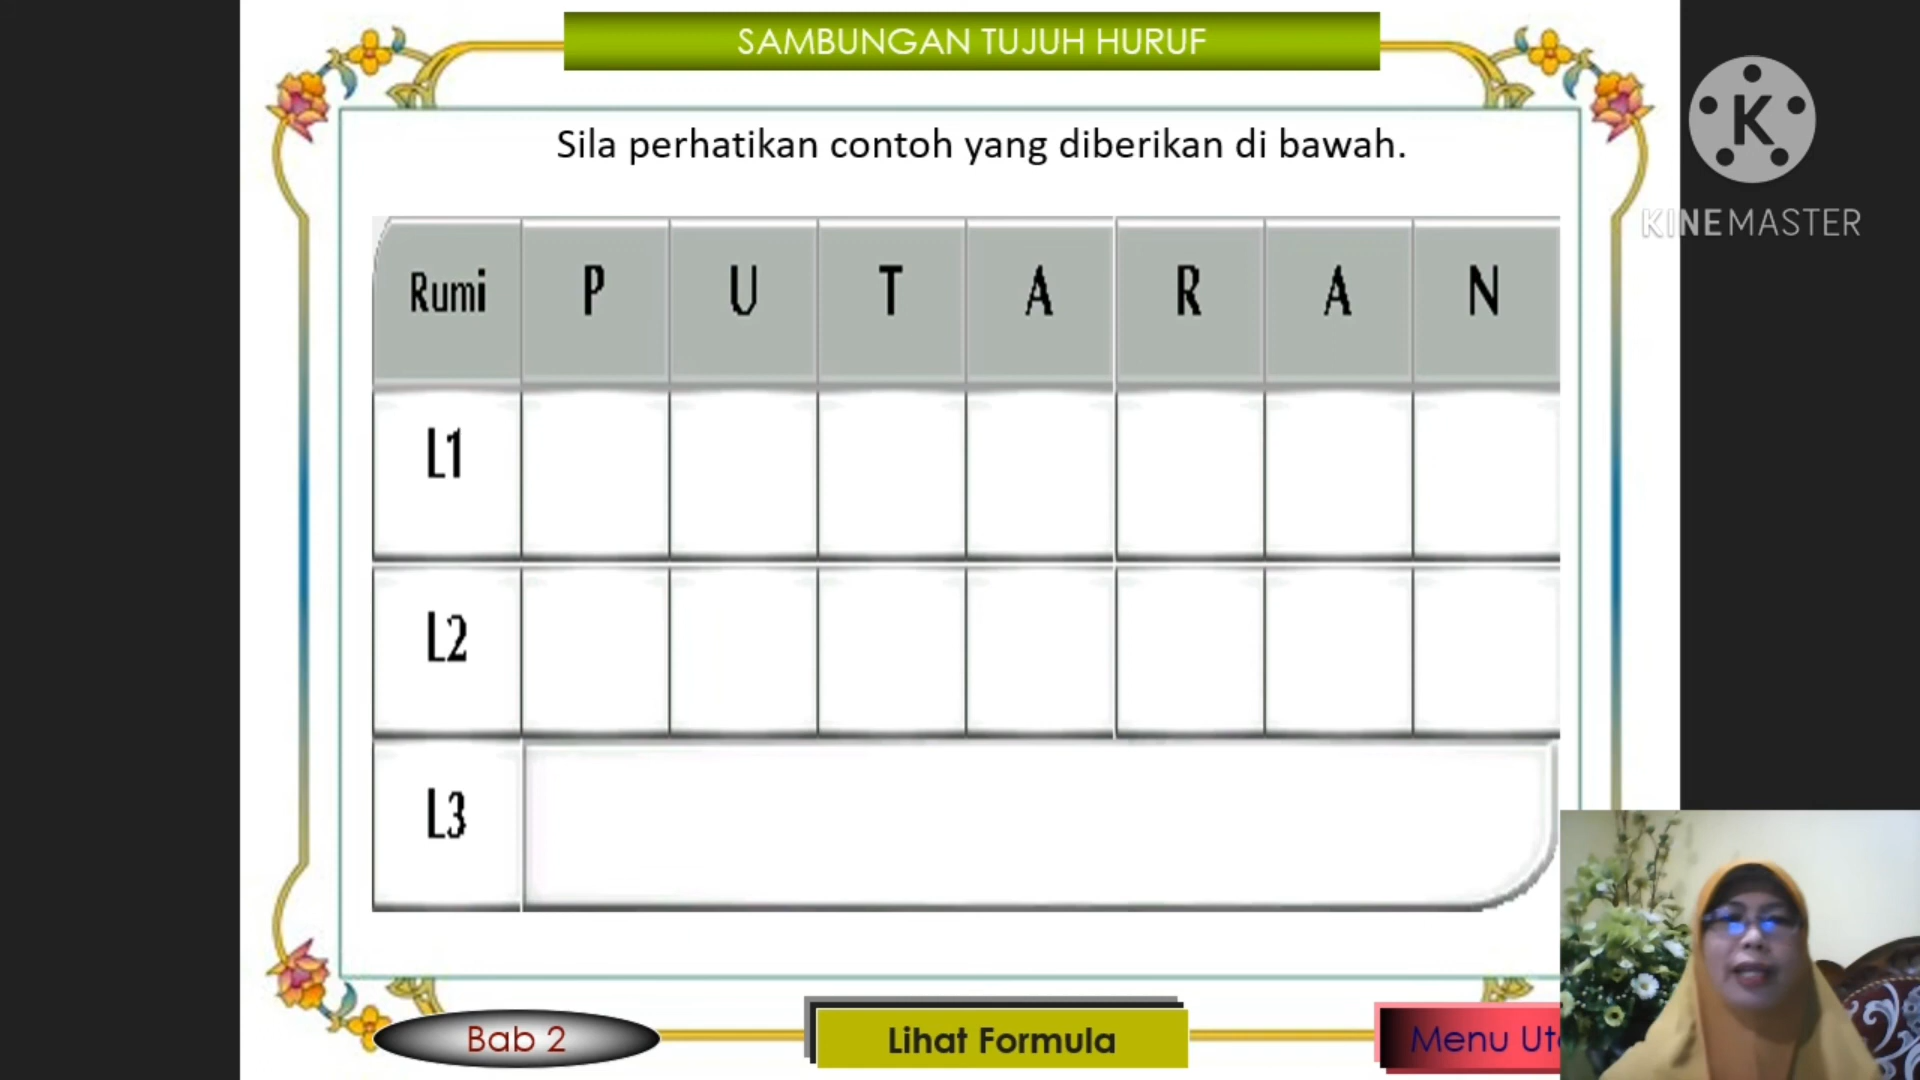 SAMBUNGAN TUJUH HURUF
Sila perhatikan contoh yang diberikan di bawah.
Rumi P U T A R A N
L1
L2
L3
Bab 2
Lihat Formula
Menu
K
KINEMASTER